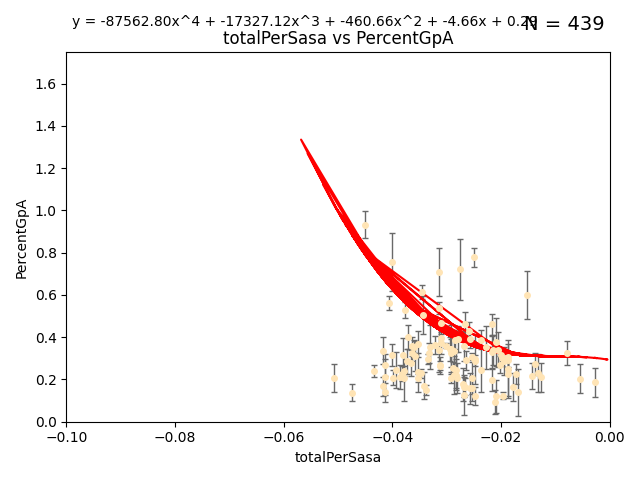 y = -87562.80x^4 + -17327.12x^3 + -460.66x^2 + -4.66x + 0.29
N = 439
totalPerSasa vs PercentGpA
PercentGpA
1.6
1.4
1.2
1.0
0.8
0.6
0.4
0.2
0.0
−0.10 −0.08 −0.06 −0.04 −0.02 0.00
totalPerSasa